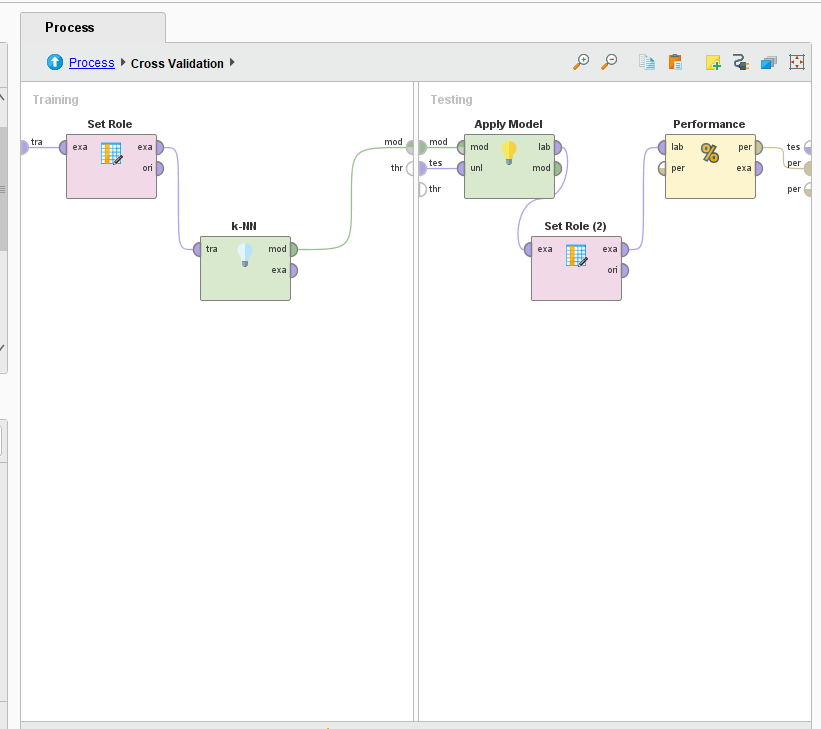 Process
Process Cross Validation
Training
Testing
Set Role
tra
exa
exa
ori
k-NN
tra
mod
exa
mod
thr
mod
tes
thr
Apply Model
mod
lab
unl
mod
Set Role (2)
exa
exa
ori
Performance
lab
per
%
per
exa
tes
per
per